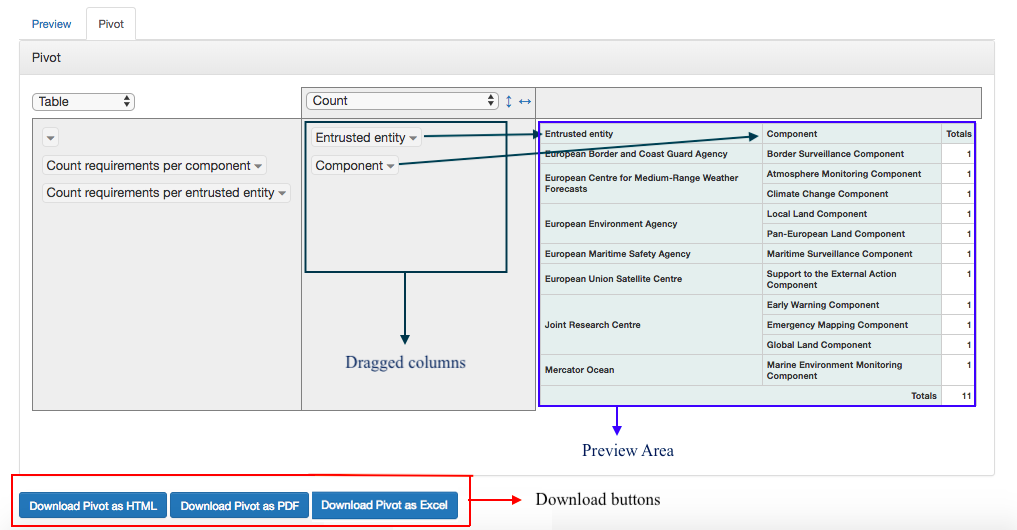 Preview Pivot
Pivot
Table
Count
Count requirements per component
Count requirements per entrusted entity
Entrusted entity
Component
Dragged columns
Entrusted entity Component Totals
European Border and Coast Guard Agency Border Surveillance Component 1
European Centre for Medium-Range Weather
Forecasts
Atmosphere Monitoring Component 1
Climate Change Component 1
European Environment Agency
Local Land Component 1
Pan-European Land Component 1
European Maritime Safety Agency Maritime Surveillance Component 1
European Union Satellite Centre
Support to the External Action
Component
1
Joint Research Centre
Early Warning Component 1
Emergency Mapping Component 1
Global Land Component 1
Mercator Ocean
Marine Environment Monitoring
Component
1
Totals 11
Preview Area
Download Pivot as HTML Download Pivot as PDF Download Pivot as Excel
Download buttons